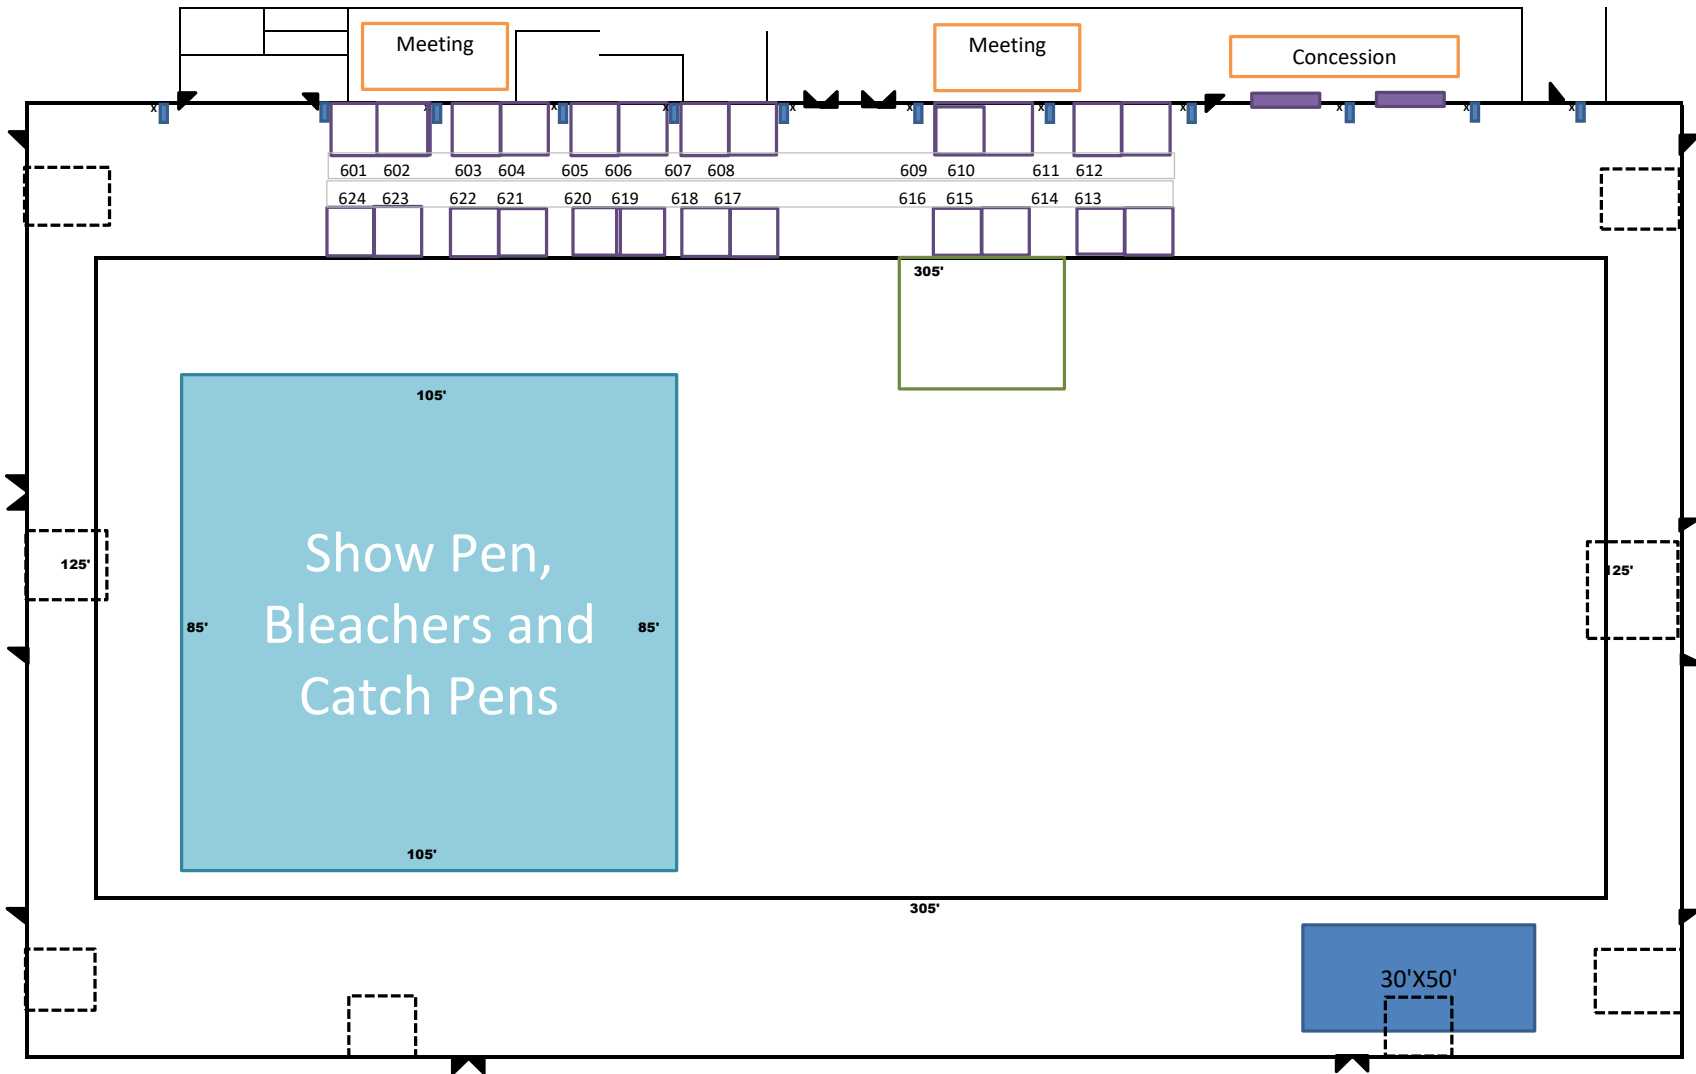 Meeting
Meeting
Concession
x
x
x
x
x
x
x
x
x
x
x
601 602 603 604 605 606 607 608 609 610 611 612
624 623 622 621 620 619 618 617 616 615 614 613
305'
105'
125'
125'
Show Pen,
Bleachers and
Catch Pens
85'
85'
105'
305'
30'X50'